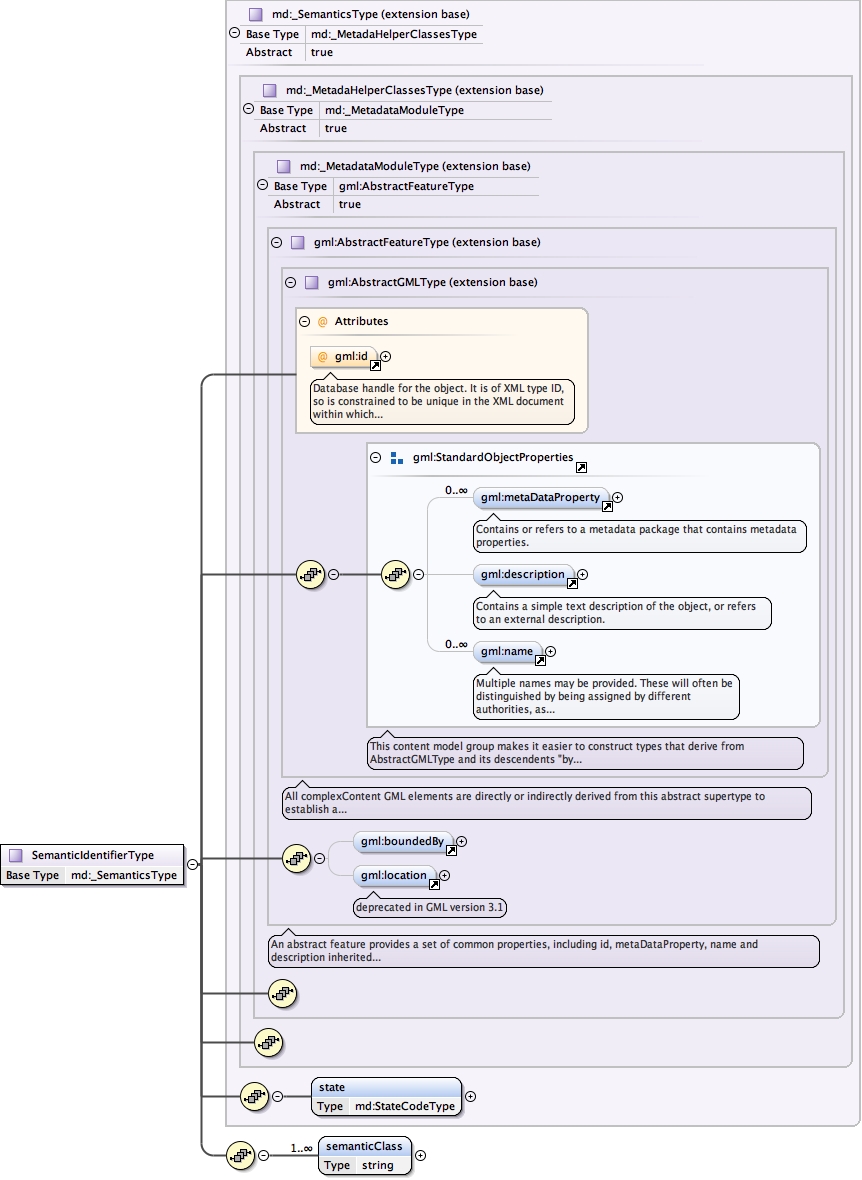 md:_SemanticsType (extension base)
Base Type md:_MetadaHelperClassesType
Abstract true
md:_MetadaHelperClassesType (extension base)
Base Type md:_MetadataModuleType
Abstract true
md:_MetadataModuleType (extension base)
Base Type gml:AbstractFeatureType
Abstract true
gml:AbstractFeatureType (extension base)
gml:AbstractGMLType (extension base)
@ Attributes
@ gml:id
Database handle for the object. It is of XML type ID,
so is constrained to be unique in the XML document
within which...
gml:StandardObjectProperties
0..∞ gml:metaDataProperty
Contains or refers to a metadata package that contains metadata
properties.
gml:description
Contains a simple text description of the object, or refers
to an external description.
0..∞ gml:name
Multiple names may be provided. These will often be
distinguished by being assigned by different
authorities, as...
This content model group makes it easier to construct types that derive from
AbstractGMLType and its descendents "by...
All complexContent GML elements are directly or indirectly derived from this abstract supertype to
establish a...
gml:boundedBy
SemanticIdentifierType
Base Type md:_SemanticsType
gml:location
deprecated in GML version 3.1
An abstract feature provides a set of common properties, including id, metaDataProperty, name and
description inherited...
state
Type md:StateCodeType
1..∞ semanticClass
Type string